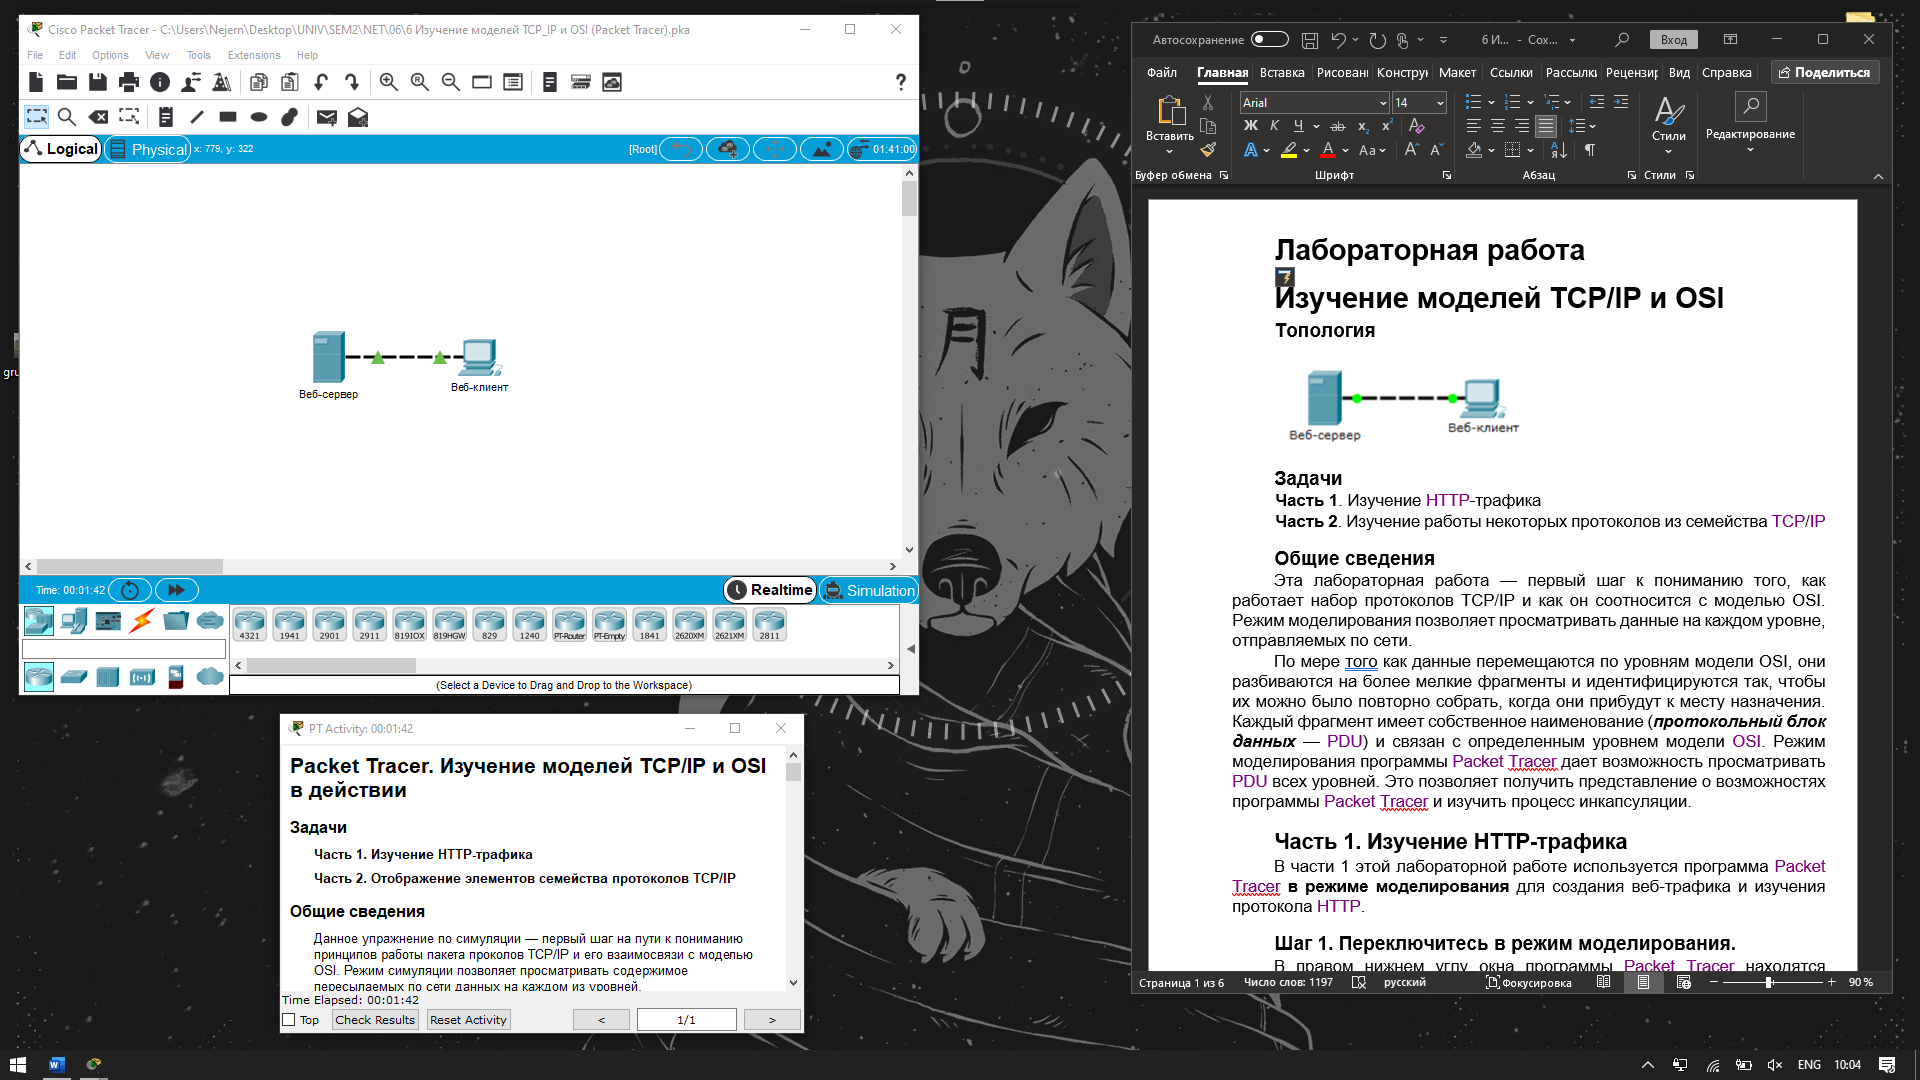 Cisco Packet Tracer - C:\Users\Nejern\Desktop\UNIV\SEM2\NET\06\6 Изучение моделей TCP_IP и OSI (Packet Tracer).pka
File Edit Options View Tools Extensions Help
?
Logical
Physical
x: 779, y: 322
[Root]
01:41:00
Веб-сервер
Веб-клиент
Time: 00:01:42
Realtime
Simulation
4321 1941 2901 2911 819IOX 819HGW 829 1240 PT-Router PT-Empty 1841 2620XM 2621XM 2811
(Select a Device to Drag and Drop to the Workspace)
PT Activity: 00:01:42
Packet Tracer. Изучение моделей TCP/IP и OSI
в действии
Задачи
Часть 1. Изучение HTTP-трафика
Часть 2. Отображение элементов семейства протоколов TCP/IP
Общие сведения
Данное упражнение по симуляции — первый шаг на пути к пониманию
принципов работы пакета проколов TCP/IP и его взаимосвязи с моделью
OSI. Режим симуляции позволяет просматривать содержимое
пересылаемых по сети данных на каждом из уровней.
Time Elapsed: 00:01:42
Top
Check Results
Reset Activity
<
1/1
>
gru
月
Автосохранение
6 И... - Сох...
Вход
Файл Главная Вставка Рисован Конструк Макет Ссылки Рассылк Рецензир Вид Справка
Поделиться
Вставить
Arial
14
Ж К Ч ab x₂ x²
А А Aa А А
Стили
Редактирование
Буфер обмена
Шрифт
Абзац
Стили
Лабораторная работа
Изучение моделей TCP/IP и OSI
Топология
Веб-сервер
Веб-клиент
Задачи
Часть 1. Изучение HTTP-трафика
Часть 2. Изучение работы некоторых протоколов из семейства TCP/IP
Общие сведения
Эта лабораторная работа — первый шаг к пониманию того, как
работает набор протоколов TCP/IP и как он соотносится с моделью OSI.
Режим моделирования позволяет просматривать данные на каждом уровне,
отправляемых по сети.
По мере того как данные перемещаются по уровням модели OSI, они
разбиваются на более мелкие фрагменты и идентифицируются так, чтобы
их можно было повторно собрать, когда они прибудут к месту назначения.
Каждый фрагмент имеет собственное наименование (протокольный блок
данных — PDU) и связан с определенным уровнем модели OSI. Режим
моделирования программы Packet Tracer дает возможность просматривать
PDU всех уровней. Это позволяет получить представление о возможностях
программы Packet Tracer и изучить процесс инкапсуляции.
Часть 1. Изучение HTTP-трафика
В части 1 этой лабораторной работе используется программа Packet
Tracer в режиме моделирования для создания веб-трафика и изучения
протокола HTTP.
Шаг 1. Переключитесь в режим моделирования.
В правом нижнем углу окна программы Packet Tracer находятся
Страница 1 из 6
Число слов: 1197
русский
Фокусировка
90 %
ENG
10:04